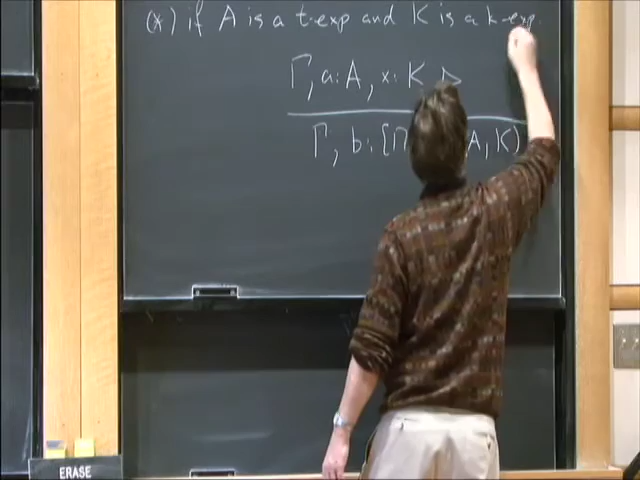 (*) if A is a t-exp and K is a k-exp.
Γ, a:A, x:K ▷
Γ, b:[Π A,K)
ERASE